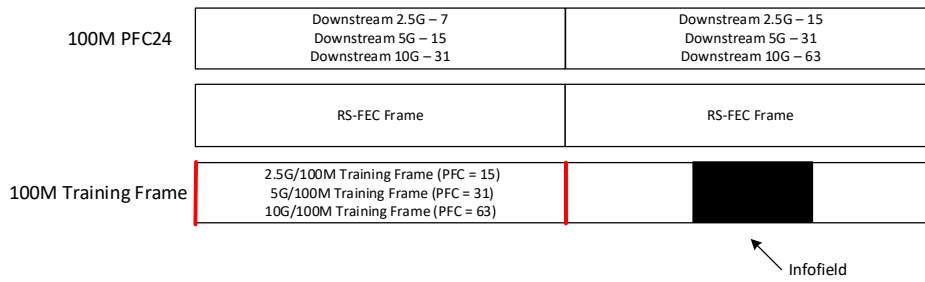 100M PFC24
Downstream 2.5G – 7
Downstream 5G – 15
Downstream 10G – 31
Downstream 2.5G – 15
Downstream 5G – 31
Downstream 10G – 63
RS-FEC Frame
RS-FEC Frame
100M Training Frame
2.5G/100M Training Frame (PFC = 15)
5G/100M Training Frame (PFC = 31)
10G/100M Training Frame (PFC = 63)
Infofield